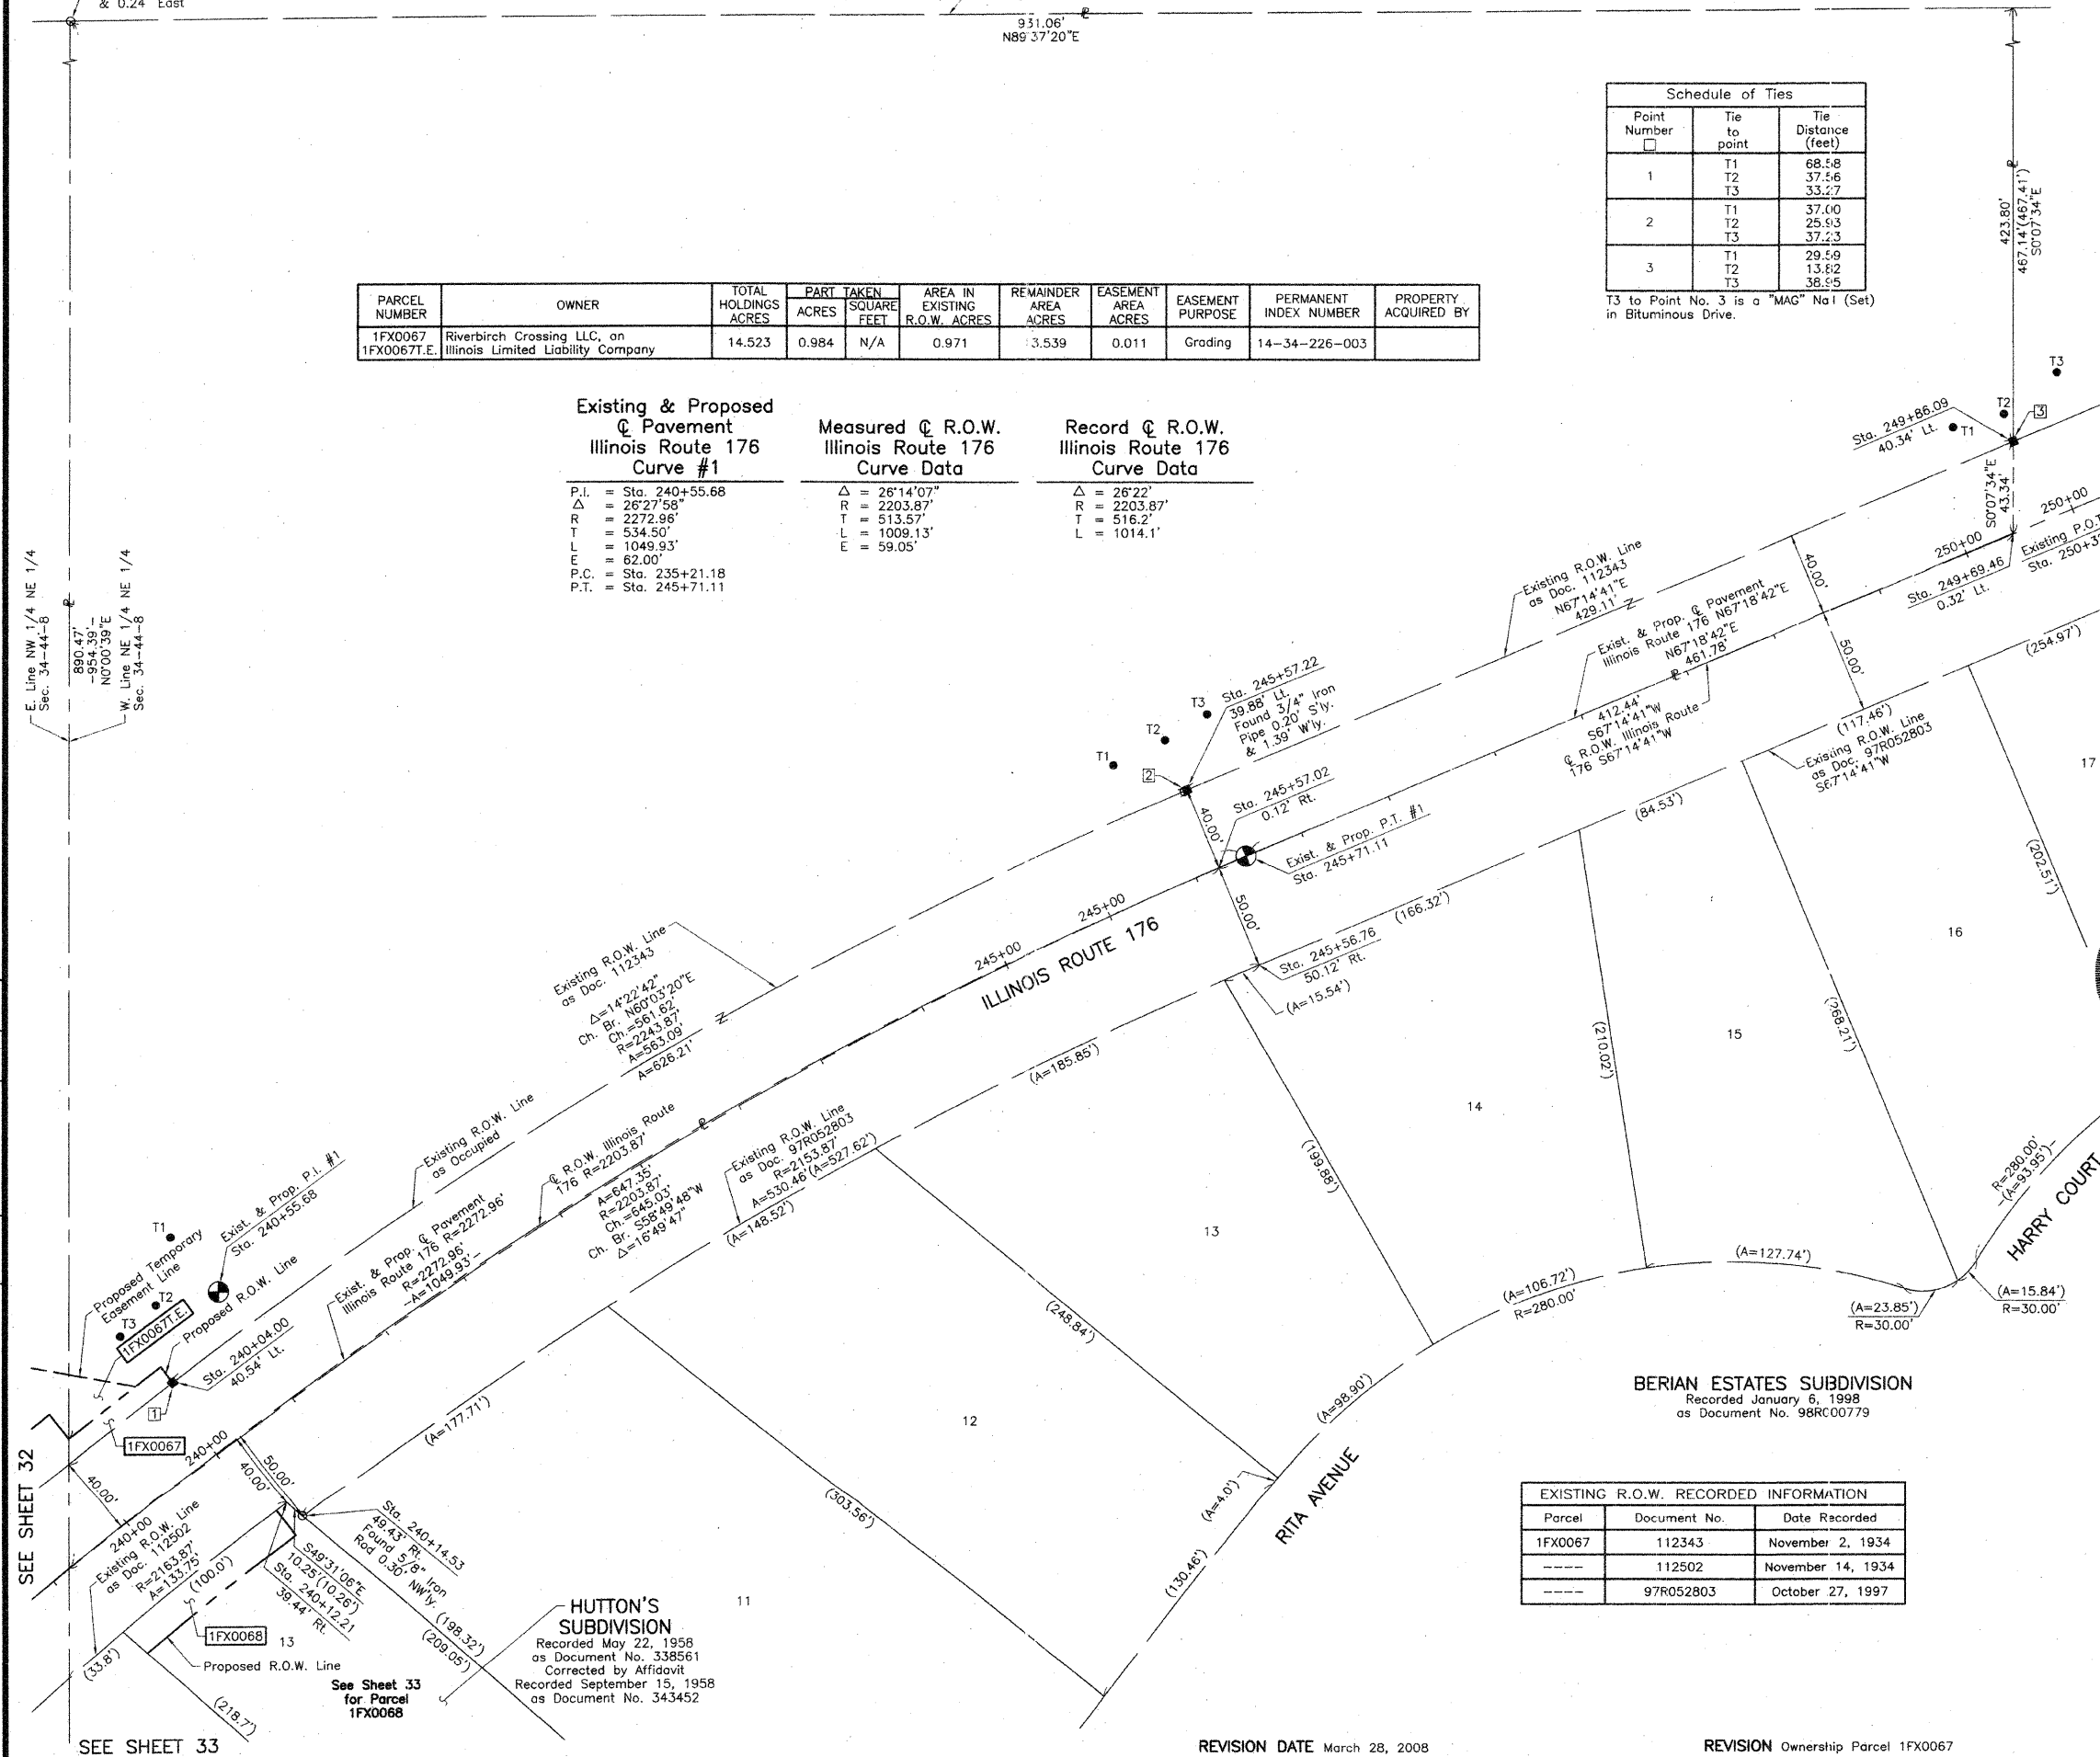 & 0.24' East
931.06'
N89°37'20"E
Schedule of Ties
Point Number □ | Tie to point | Tie Distance (feet)
1 | T1 | 68.58
T2 | 37.56
T3 | 33.27
2 | T1 | 37.00
T2 | 25.93
T3 | 37.23
3 | T1 | 29.59
T2 | 13.82
T3 | 38.95
T3 to Point No. 3 is a "MAG" Nail (Set)
in Bituminous Drive.
423.80'
467.14'(467.41')
S0°07'34"E
PARCEL NUMBER | OWNER | TOTAL HOLDINGS ACRES | PART TAKEN ACRES | SQUARE FEET | AREA IN EXISTING R.O.W. ACRES | REMAINDER AREA ACRES | EASEMENT AREA ACRES | EASEMENT PURPOSE | PERMANENT INDEX NUMBER | PROPERTY ACQUIRED BY
1FX0067 1FX0067T.E. | Riverbirch Crossing LLC, an Illinois Limited Liability Company | 14.523 | 0.984 | N/A | 0.971 | 3.539 | 0.011 | Grading | 14-34-226-003
Existing & Proposed
℄ Pavement
Illinois Route 176
Curve #1
P.I. = Sta. 240+55.68
Δ = 26°27'58"
R = 2272.96'
T = 534.50'
L = 1049.93'
E = 62.00'
P.C. = Sta. 235+21.18
P.T. = Sta. 245+71.11
Measured ℄ R.O.W.
Illinois Route 176
Curve Data
Δ = 26°14'07"
R = 2203.87'
T = 513.57'
L = 1009.13'
E = 59.05'
Record ℄ R.O.W.
Illinois Route 176
Curve Data
Δ = 26°22'
R = 2203.87'
T = 516.2'
L = 1014.1'
E. Line NW 1/4 NE 1/4
Sec. 34-44-8
890.47'
-954.39'-
N0°00'39"E
W. Line NE 1/4 NE 1/4
Sec. 34-44-8
T3
T2
T1
3
Sta. 249+86.09
40.34' Lt.
S0°07'34"E
43.34'
250+00
250+00
Existing P.O.T
Sta. 250+3
Sta. 249+69.46
0.32' Lt.
(254.97')
40.00'
50.00'
Existing R.O.W. Line
as Doc. 112343
N67°14'41"E
429.11'
Exist. & Prop. ℄ Pavement
Illinois Route 176 N67°18'42"E
N67°18'42"E
461.78'
412.44'
S67°14'41"W
℄ R.O.W. Illinois Route
176 S67°14'41"W
(117.46')
Existing R.O.W. Line
as Doc. 97R052803
S67°14'41"W
17
(84.53')
(202.51')
Sta. 245+57.22
39.88' Lt.
Found 3/4" Iron
Pipe 0.20' S'ly.
& 1.39' W'ly.
T3
T2
T1
2
40.00'
Sta. 245+57.02
0.12' Rt.
Exist. & Prop. P.T. #1
Sta. 245+71.11
50.00'
(166.32')
Sta. 245+56.76
50.12' Rt.
(A=15.54')
245+00
245+00
ILLINOIS ROUTE 176
Existing R.O.W. Line
as Doc. 112343
Δ=14°22'42"
Ch. Br. N60°03'20"E
Ch.=561.62'
R=2243.87'
A=563.09'
A=626.21'
(A=185.85')
16
15
14
13
12
11
(268.21')
(210.02')
(199.88')
(248.84')
(303.56')
Existing R.O.W. Line
as Occupied
℄ R.O.W. Illinois Route
176 R=2203.87'
Exist. & Prop. ℄ Pavement
Illinois Route 176 R=2272.96'
R=2272.96'
-A=1049.93'-
A=647.35'
R=2203.87'
Ch.=645.03'
Ch. Br. S58°49'48"W
Δ=16°49'47"
Existing R.O.W. Line
as Doc. 97R052803
R=2153.87'
A=530.46'(A=527.62')
(A=148.52')
Exist. & Prop. P.I. #1
Sta. 240+55.68
T1
T2
T3
Proposed Temporary
Easement Line
1FX0067T.E.
Proposed R.O.W. Line
Sta. 240+04.00
40.54' Lt.
1
1FX0067
240+00
240+00
40.00'
50.00'
40.00'
(A=177.71')
SEE SHEET 32
Existing R.O.W. Line
as Doc. 112502
R=2163.87'
A=133.75'
(100.0')
S49°31'06"E
10.25'(10.26')
Sta. 240+12.21
39.44' Rt.
Sta. 240+14.53
49.43' Rt.
Found 5/8" Iron
Rod 0.30' NW'ly.
(198.32')
(209.05')
1FX0068
13
(33.8')
Proposed R.O.W. Line
(218.7')
See Sheet 33
for Parcel
1FX0068
HUTTON'S
SUBDIVISION
Recorded May 22, 1958
as Document No. 338561
Corrected by Affidavit
Recorded September 15, 1958
as Document No. 343452
R=280.00'
(A=93.95')
HARRY COURT
(A=127.74')
(A=106.72')
R=280.00'
(A=23.85')
R=30.00'
(A=15.84')
R=30.00'
(A=98.90')
(A=4.0')
RITA AVENUE
(130.46')
BERIAN ESTATES SUBDIVISION
Recorded January 6, 1998
as Document No. 98R000779
EXISTING R.O.W. RECORDED INFORMATION
Parcel | Document No. | Date Recorded
1FX0067 | 112343 | November 2, 1934
---- | 112502 | November 14, 1934
---- | 97R052803 | October 27, 1997
SEE SHEET 33
REVISION DATE March 28, 2008
REVISION Ownership Parcel 1FX0067